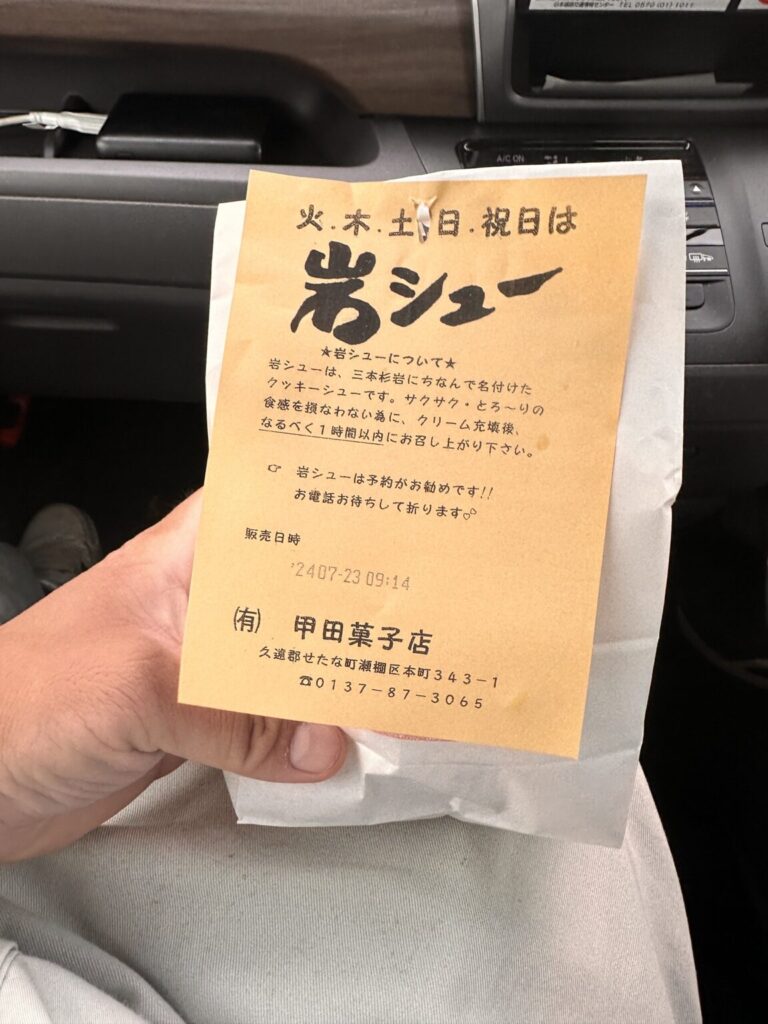 TEL 0570 (01) 1011
A/C ON
火.木.土.日.祝日は
岩シュー
★岩シューについて★
岩シューは、三本杉岩にちなんで名付けた
クッキーシューです。サクサク・とろ～りの
食感を損なわない為に、クリーム充填後、
なるべく1時間以内にお召し上がり下さい。
☞ 岩シューは予約がお勧めです!!
お電話お待ちして折ります♡
販売日時
'24 07-23 09:14
㈲ 甲田菓子店
久遠郡せたな町瀬棚区本町343-1
☎0137-87-3065